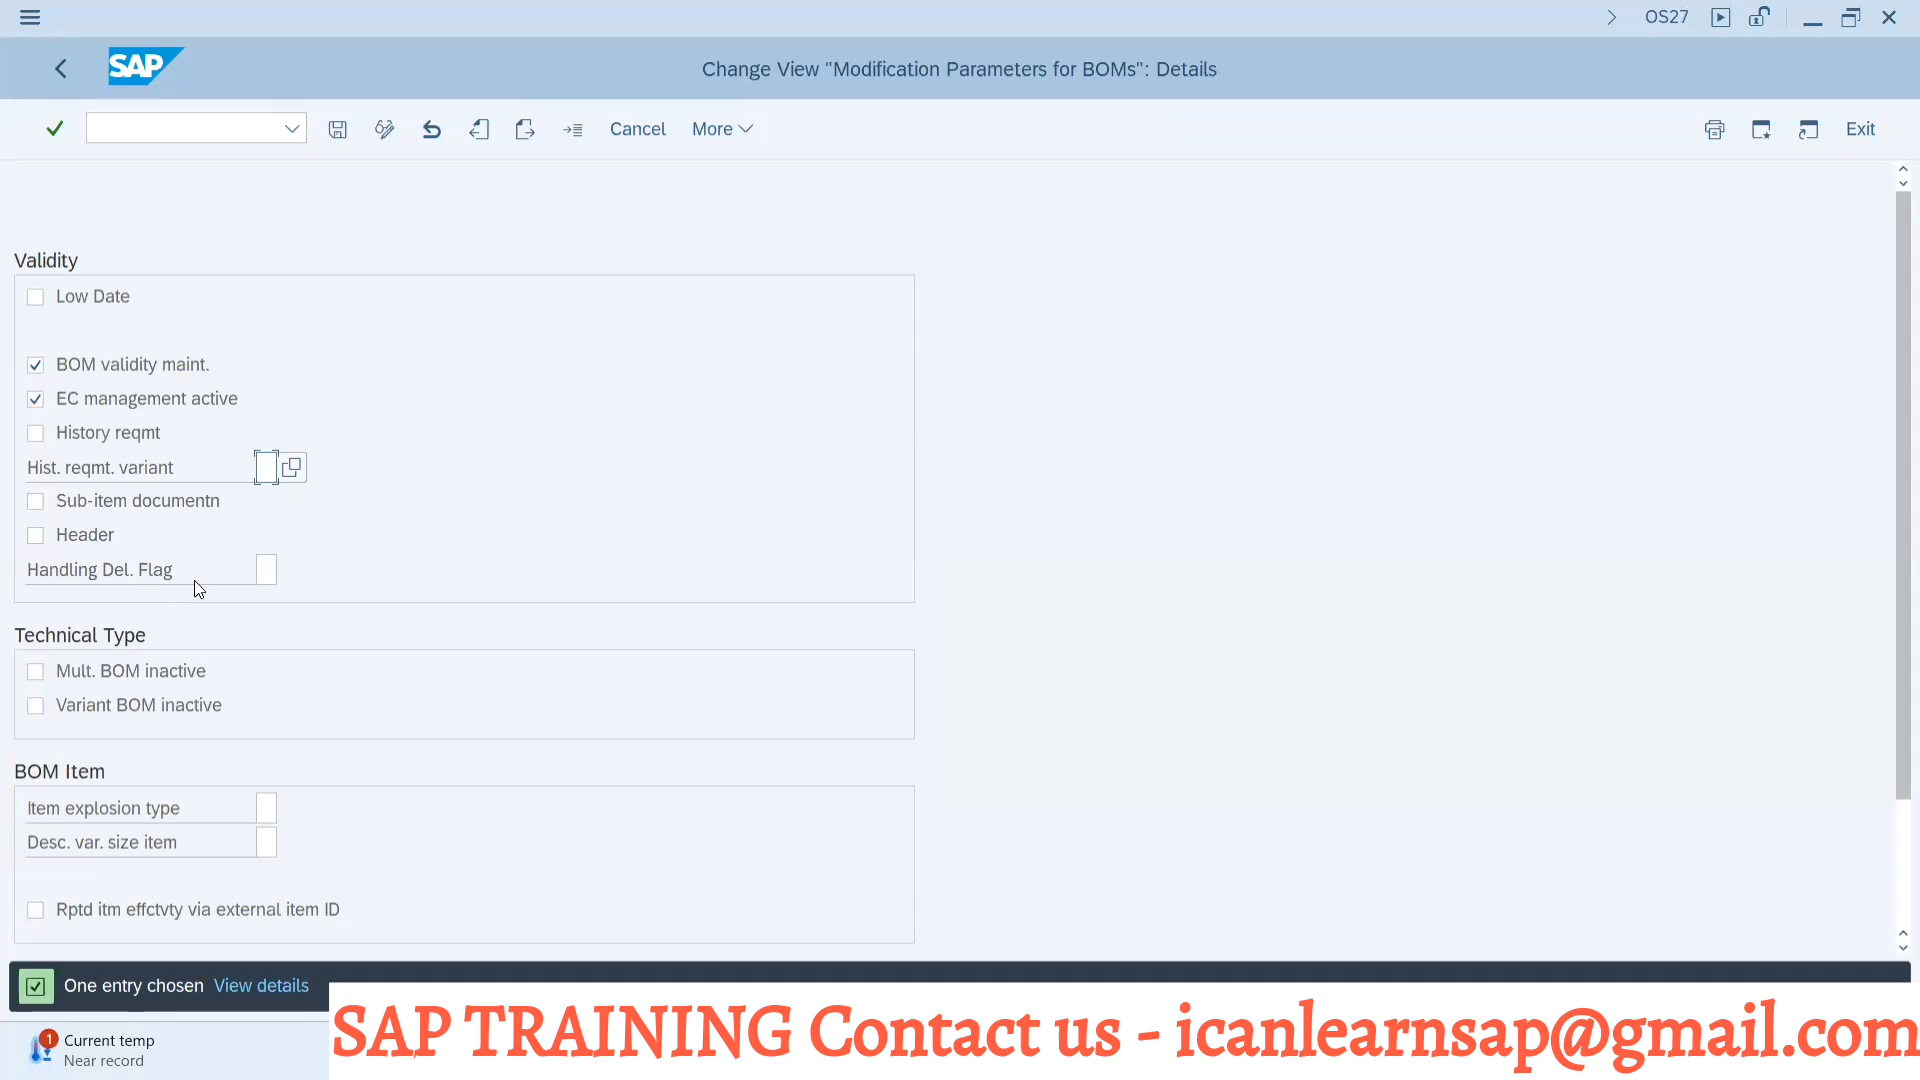 OS27
SAP
Change View "Modification Parameters for BOMs": Details
Cancel
More
Exit
Validity
Low Date
BOM validity maint.
EC management active
History reqmt
Hist. reqmt. variant
Sub-item documentn
Header
Handling Del. Flag
Technical Type
Mult. BOM inactive
Variant BOM inactive
BOM Item
Item explosion type
Desc. var. size item
Rptd itm effctvty via external item ID
One entry chosen View details
1
Current temp
Near record
SAP TRAINING Contact us - icanlearnsap@gmail.com